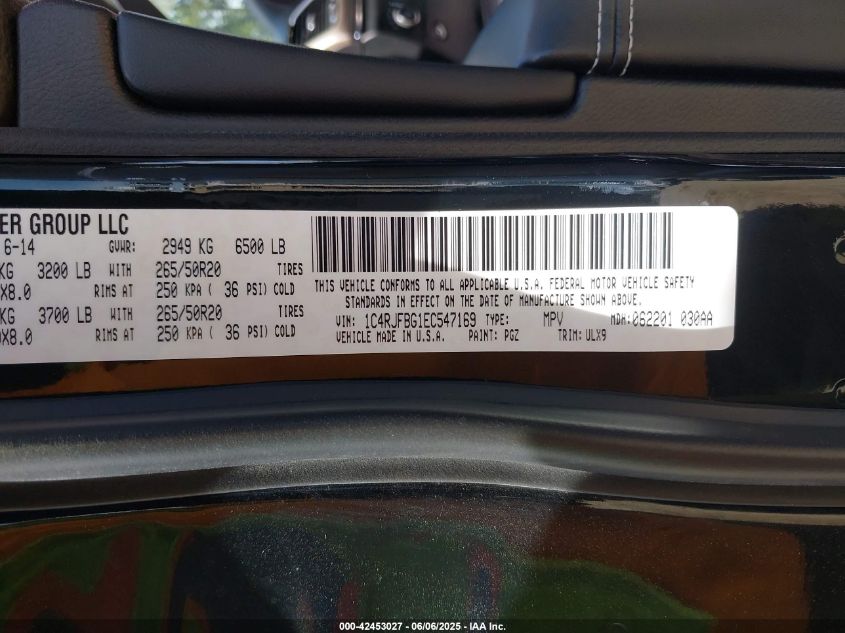 ER GROUP LLC
6-14 GVWR: 2949 KG 6500 LB
KG 3200 LB WITH 265/50R20 TIRES
X8.0 RIMS AT 250 KPA ( 36 PSI) COLD
KG 3700 LB WITH 265/50R20 TIRES
X8.0 RIMS AT 250 KPA ( 36 PSI) COLD
THIS VEHICLE CONFORMS TO ALL APPLICABLE U.S.A. FEDERAL MOTOR VEHICLE SAFETY
STANDARDS IN EFFECT ON THE DATE OF MANUFACTURE SHOWN ABOVE.
VIN: 1C4RJFBG1EC547169 TYPE: MPV MDH: 062201 030AA
VEHICLE MADE IN U.S.A. PAINT: PGZ TRIM: ULX9
000-42453027 - 06/06/2025 - IAA Inc.